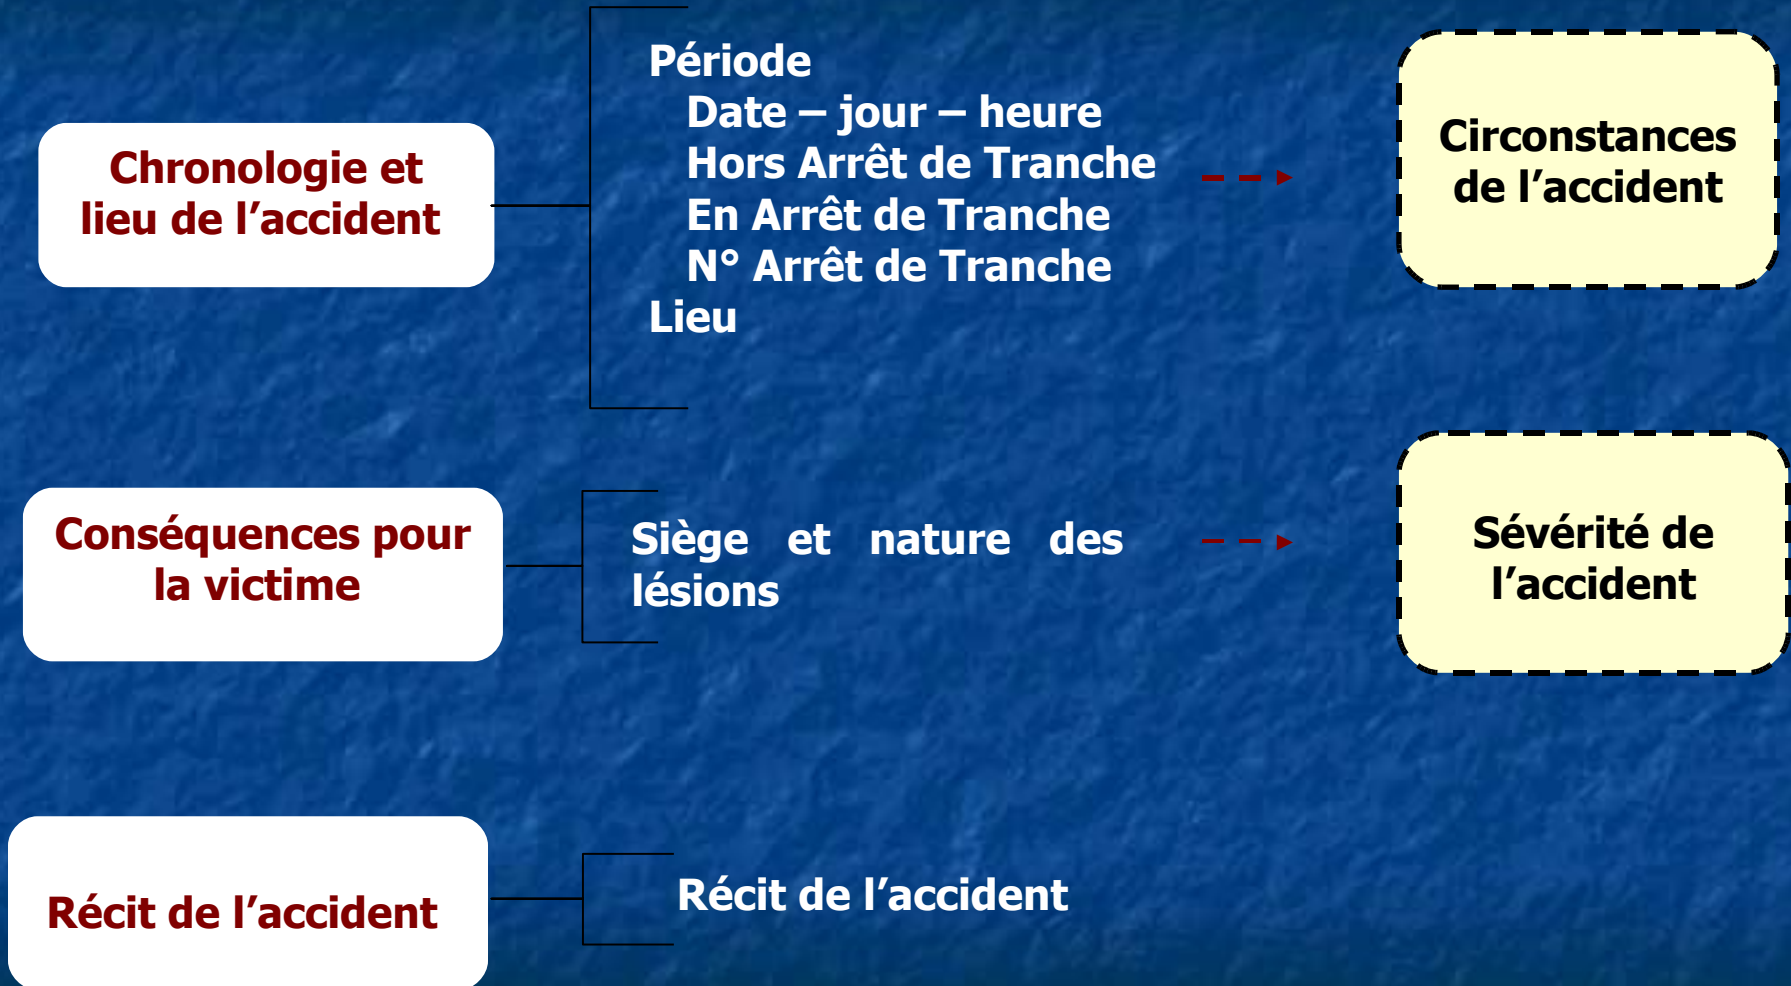 Chronologie et
lieu de l’accident
Période
Date – jour – heure
Hors Arrêt de Tranche
En Arrêt de Tranche
N° Arrêt de Tranche
Lieu
Circonstances
de l’accident
Conséquences pour
la victime
Siège et nature des
lésions
Sévérité de
l’accident
Récit de l’accident
Récit de l’accident